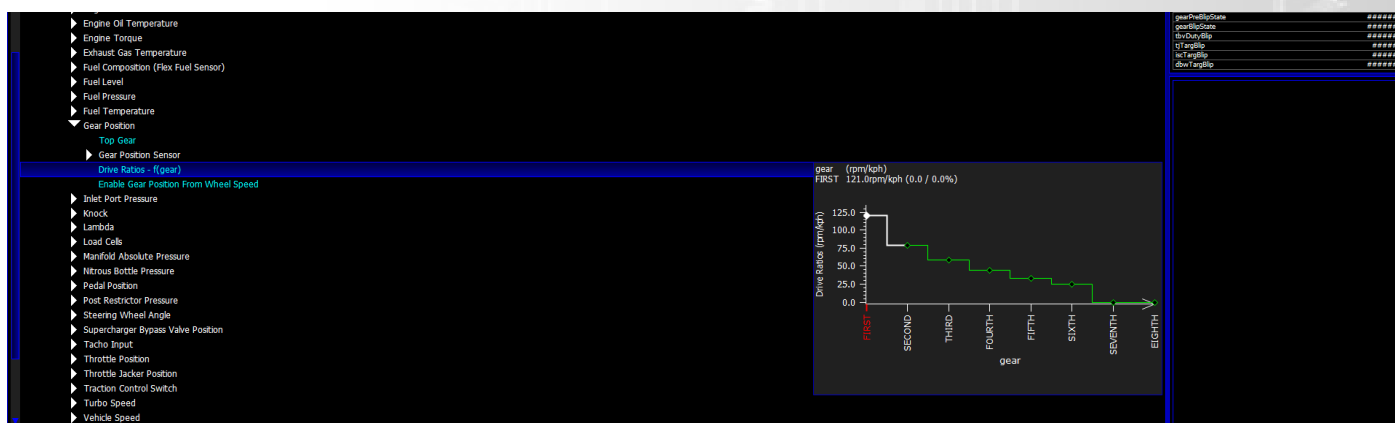 Engine Oil Temperature
Engine Torque
Exhaust Gas Temperature
Fuel Composition (Flex Fuel Sensor)
Fuel Level
Fuel Pressure
Fuel Temperature
Gear Position
Top Gear
Gear Position Sensor
Drive Ratios - f(gear)
Enable Gear Position From Wheel Speed
Inlet Port Pressure
Knock
Lambda
Load Cells
Manifold Absolute Pressure
Nitrous Bottle Pressure
Pedal Position
Post Restrictor Pressure
Steering Wheel Angle
Supercharger Bypass Valve Position
Tacho Input
Throttle Position
Throttle Jacker Position
Traction Control Switch
Turbo Speed
Vehicle Speed
gear (rpm/kph)
FIRST 121.0rpm/kph (0.0 / 0.0%)
Drive Ratios (rpm/kph)
125.0
100.0
75.0
50.0
25.0
0.0
FIRST
SECOND
THIRD
FOURTH
FIFTH
SIXTH
SEVENTH
EIGHTH
gear
gearPreBlipState ######
gearBlipState ######
tbvDutyBlip ######
tjTargBlip #####
iscTargBlip #####
dbwTargBlip ######